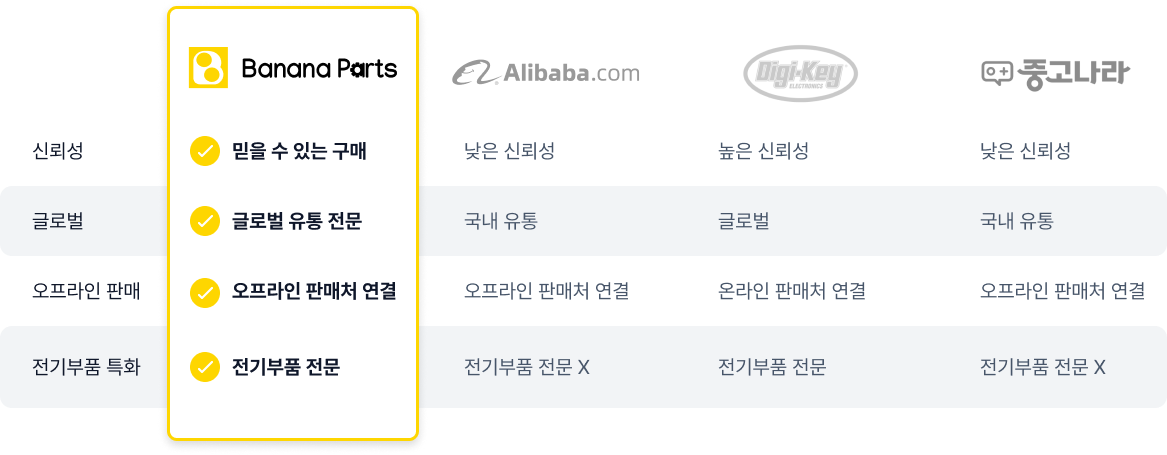 Banana Parts Alibaba.com Digi-Key ELECTRONICS 중고나라
신뢰성 믿을 수 있는 구매 낮은 신뢰성 높은 신뢰성 낮은 신뢰성
글로벌 글로벌 유통 전문 국내 유통 글로벌 국내 유통
오프라인 판매 오프라인 판매처 연결 오프라인 판매처 연결 온라인 판매처 연결 오프라인 판매처 연결
전기부품 특화 전기부품 전문 전기부품 전문 X 전기부품 전문 전기부품 전문 X